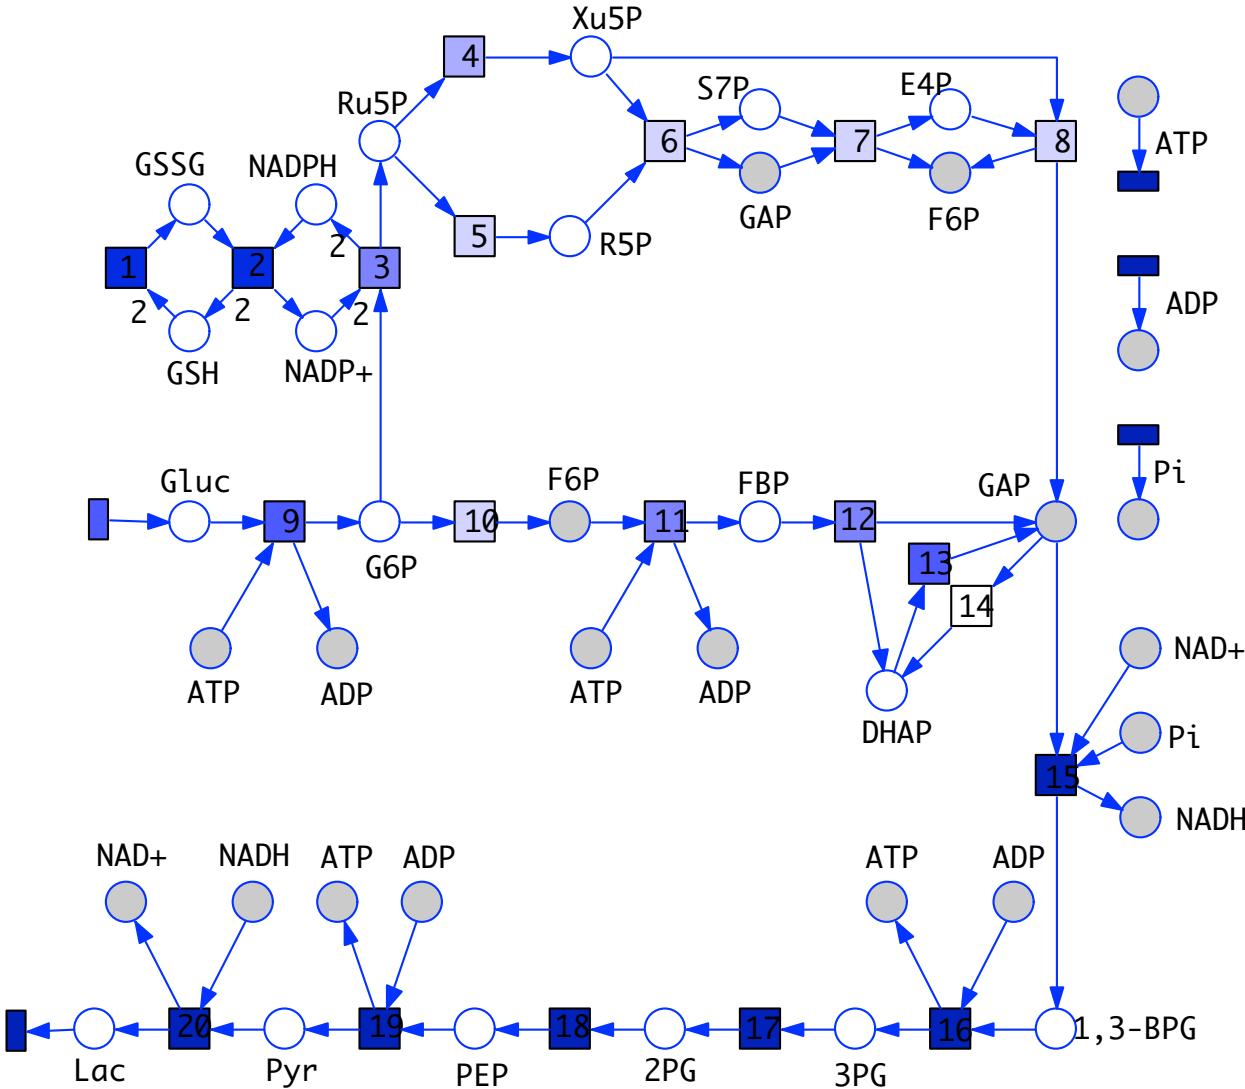 Xu5P
4
Ru5P
S7P
E4P
6
7
8
ATP
GSSG
NADPH
GAP
F6P
5
R5P
2
1
2
3
2
2
2
GSH
NADP+
ADP
Gluc
F6P
FBP
GAP
Pi
9
10
11
12
G6P
13
14
ATP
ADP
ATP
ADP
DHAP
NAD+
Pi
15
NADH
NAD+
NADH
ATP
ADP
ATP
ADP
20
19
18
17
16
1,3-BPG
Lac
Pyr
PEP
2PG
3PG